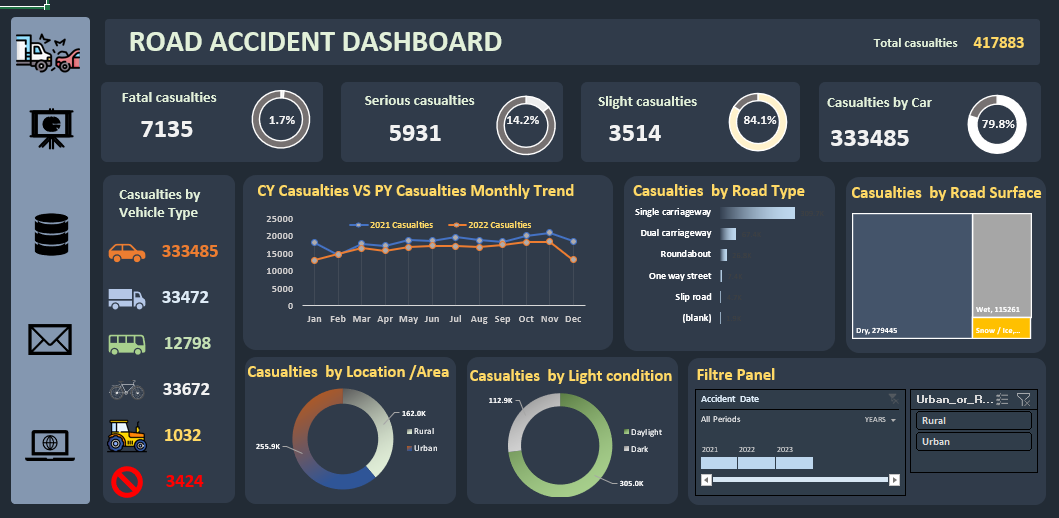 ROAD ACCIDENT DASHBOARD
Total casualties 417883
Fatal casualties
7135
1.7%
Serious casualties
5931
14.2%
Slight casualties
3514
84.1%
Casualties by Car
333485
79.8%
Casualties by
Vehicle Type
333485
33472
12798
33672
1032
3424
CY Casualties VS PY Casualties Monthly Trend
2021 Casualties 2022 Casualties
25000
20000
15000
10000
5000
0
Jan Feb Mar Apr May Jun Jul Aug Sep Oct Nov Dec
Casualties by Road Type
Single carriageway
Dual carriageway
Roundabout
One way street
Slip road
(blank)
Casualties by Road Surface
Dry, 279445
Wet, 115261
Snow / Ice,...
Casualties by Location /Area
162.0K
255.9K
Rural
Urban
Casualties by Light condition
112.9K
305.0K
Daylight
Dark
Filtre Panel
Accident Date
All Periods YEARS
2021 2022 2023
Urban_or_R...
Rural
Urban